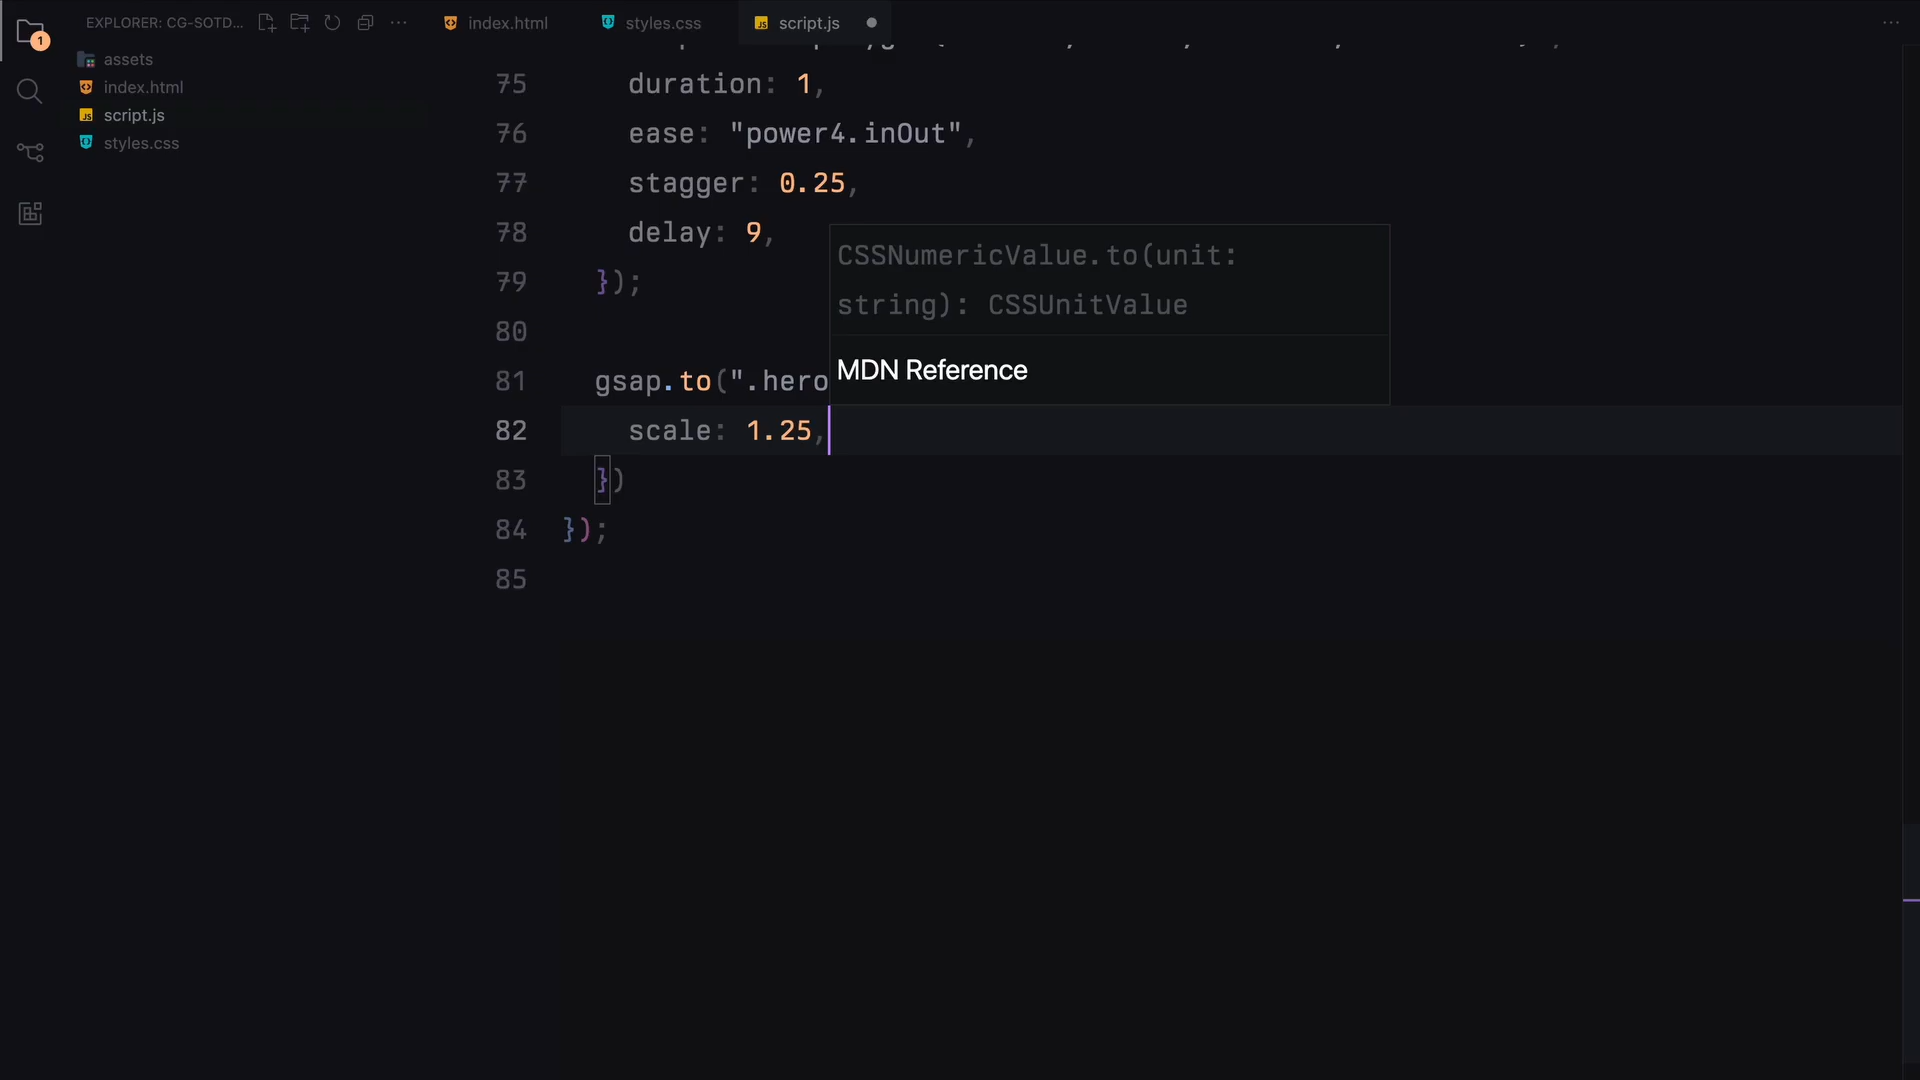 EXPLORER: CG-SOTD...
index.html
styles.css
script.js
1
assets
index.html
script.js
styles.css
75 duration: 1,
76 ease: "power4.inOut",
77 stagger: 0.25,
78 delay: 9,
79 });
80
81 gsap.to(".hero
82 scale: 1.25,
83 })
84 });
85
CSSNumericValue.to(unit:
string): CSSUnitValue
MDN Reference